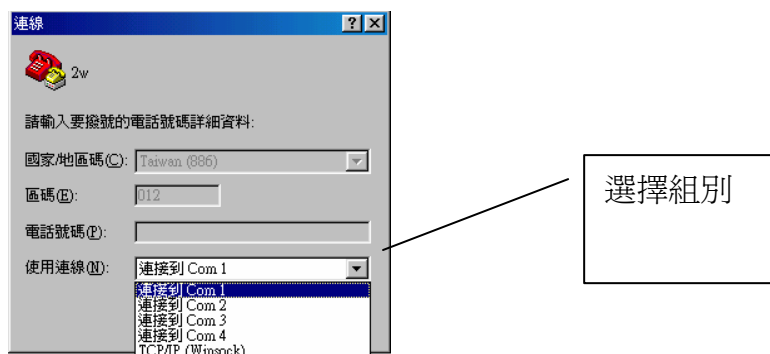 連線
2w
請輸入要撥號的電話號碼詳細資料:
國家/地區碼(C): Taiwan (886)
區碼(E): 012
電話號碼(P):
使用連線(N): 連接到 Com 1
連接到 Com 1
連接到 Com 2
連接到 Com 3
連接到 Com 4
TCP/IP (Winsock)
選擇組別